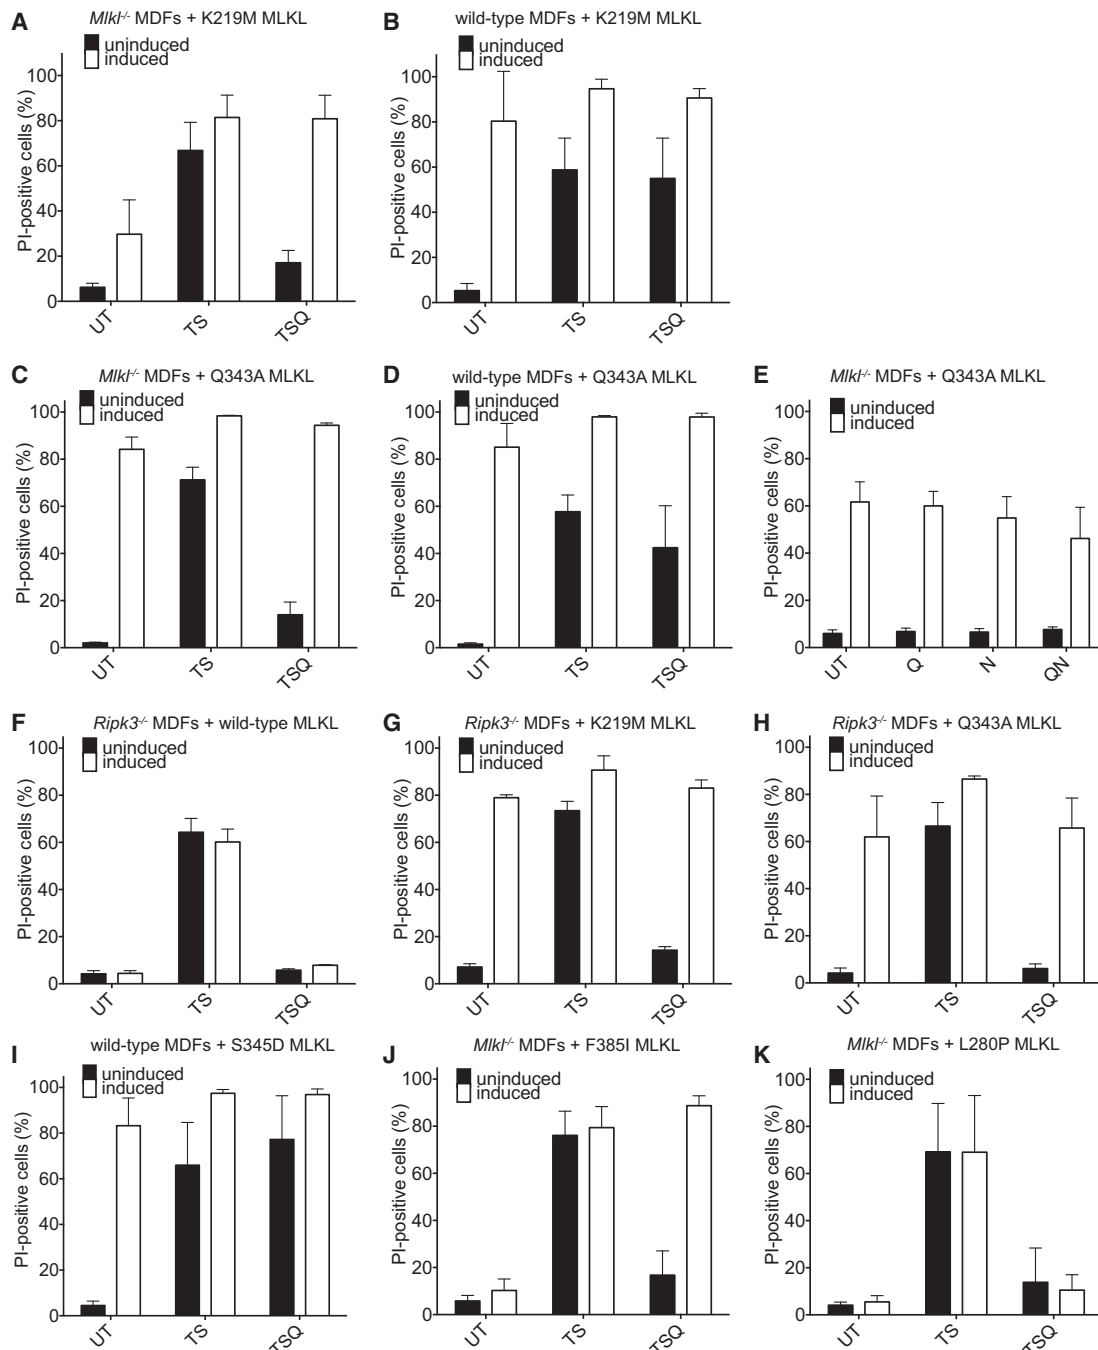 A Mlkl-/- MDFs + K219M MLKL
uninduced
induced
PI-positive cells (%)
100
80
60
40
20
0
UT TS TSQ
B wild-type MDFs + K219M MLKL
uninduced
induced
PI-positive cells (%)
100
80
60
40
20
0
UT TS TSQ
C Mlkl-/- MDFs + Q343A MLKL
uninduced
induced
PI-positive cells (%)
100
80
60
40
20
0
UT TS TSQ
D wild-type MDFs + Q343A MLKL
uninduced
induced
PI-positive cells (%)
100
80
60
40
20
0
UT TS TSQ
E Mlkl-/- MDFs + Q343A MLKL
uninduced
induced
PI-positive cells (%)
100
80
60
40
20
0
UT Q N QN
F Ripk3-/- MDFs + wild-type MLKL
uninduced
induced
PI-positive cells (%)
100
80
60
40
20
0
UT TS TSQ
G Ripk3-/- MDFs + K219M MLKL
uninduced
induced
PI-positive cells (%)
100
80
60
40
20
0
UT TS TSQ
H Ripk3-/- MDFs + Q343A MLKL
uninduced
induced
PI-positive cells (%)
100
80
60
40
20
0
UT TS TSQ
I wild-type MDFs + S345D MLKL
uninduced
induced
PI-positive cells (%)
100
80
60
40
20
0
UT TS TSQ
J Mlkl-/- MDFs + F385I MLKL
uninduced
induced
PI-positive cells (%)
100
80
60
40
20
0
UT TS TSQ
K Mlkl-/- MDFs + L280P MLKL
uninduced
induced
PI-positive cells (%)
100
80
60
40
20
0
UT TS TSQ